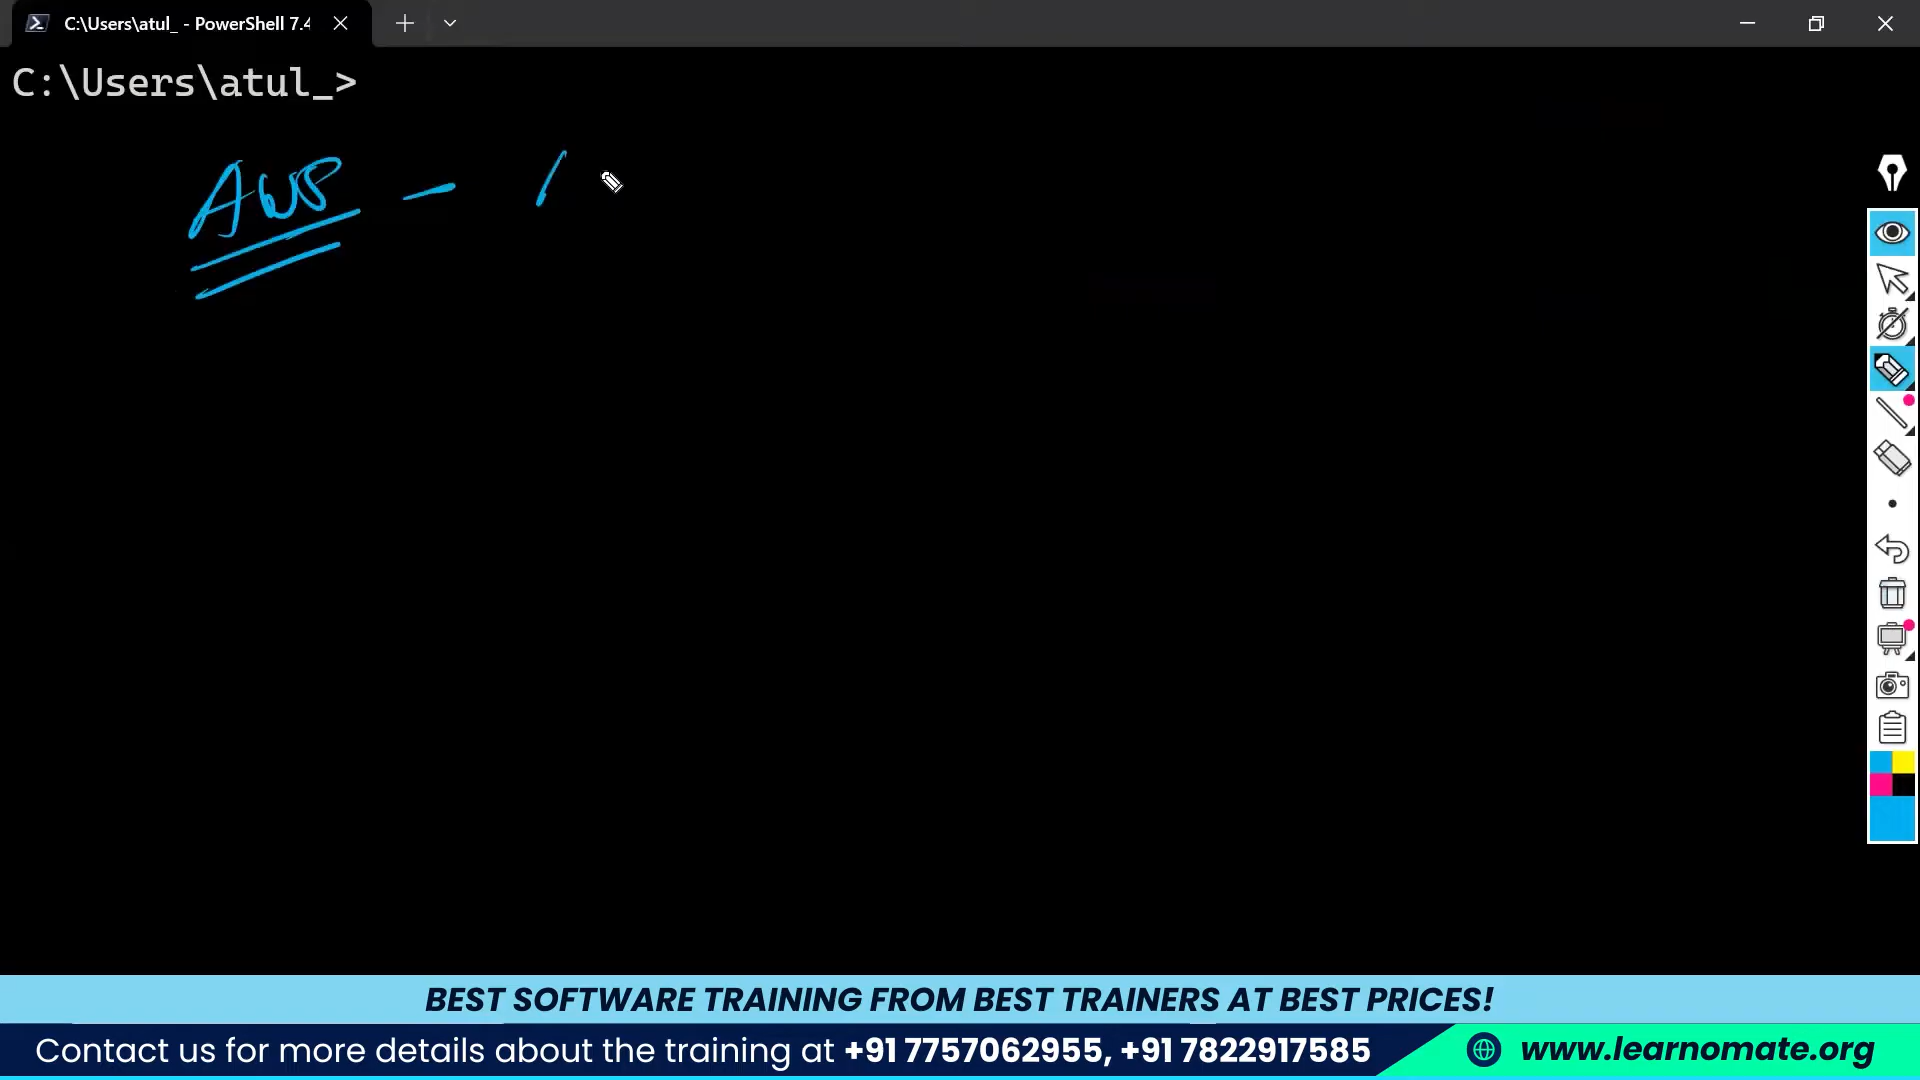 C:\Users\atul_ - PowerShell 7.4
C:\Users\atul_>
AWS -
BEST SOFTWARE TRAINING FROM BEST TRAINERS AT BEST PRICES!
Contact us for more details about the training at +91 7757062955, +91 7822917585
www.learnomate.org